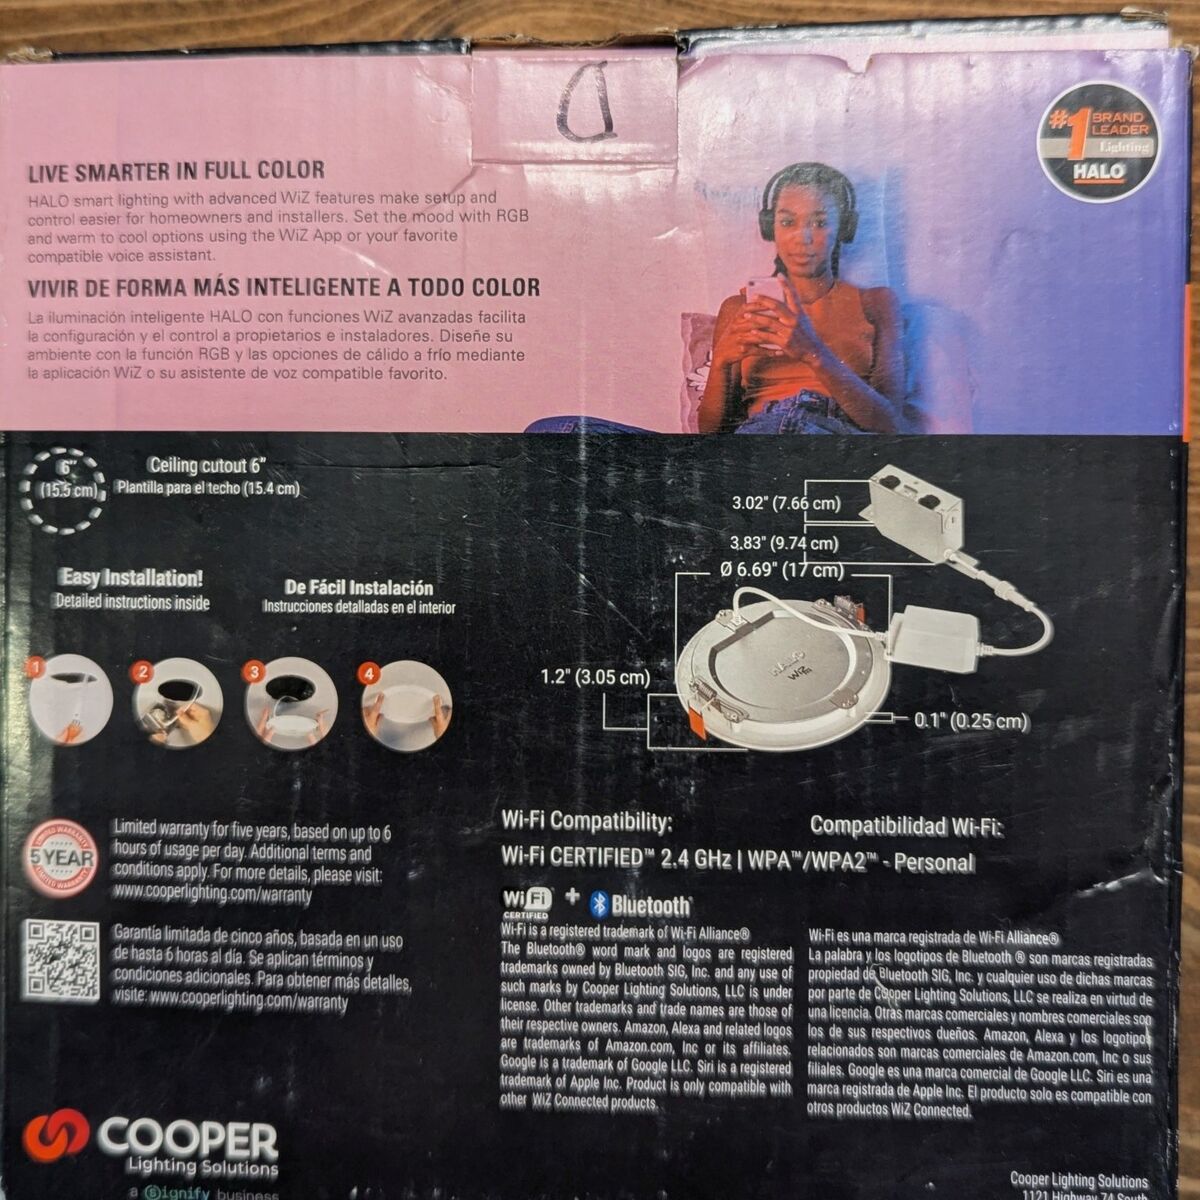 D
#1 BRAND
LEADER
Lighting
HALO
LIVE SMARTER IN FULL COLOR
HALO smart lighting with advanced WiZ features make setup and
control easier for homeowners and installers. Set the mood with RGB
and warm to cool options using the WiZ App or your favorite
compatible voice assistant.
VIVIR DE FORMA MÁS INTELIGENTE A TODO COLOR
La iluminación inteligente HALO con funciones WiZ avanzadas facilita
la configuración y el control a propietarios e instaladores. Diseñe su
ambiente con la función RGB y las opciones de cálido a frío mediante
la aplicación WiZ o su asistente de voz compatible favorito.
6"
(15.5 cm)
Ceiling cutout 6"
Plantilla para el techo (15.4 cm)
Easy Installation!
Detailed instructions inside
De Fácil Instalación
Instrucciones detalladas en el interior
1
2
3
4
3.02" (7.66 cm)
3.83" (9.74 cm)
Ø 6.69" (17 cm)
HALO
WiZ
1.2" (3.05 cm)
0.1" (0.25 cm)
LIMITED WARRANTY
5 YEAR
LIMITED WARRANTY
Limited warranty for five years, based on up to 6
hours of usage per day. Additional terms and
conditions apply. For more details, please visit:
www.cooperlighting.com/warranty
Garantía limitada de cinco años, basada en un uso
de hasta 6 horas al día. Se aplican términos y
condiciones adicionales. Para obtener más detalles,
visite: www.cooperlighting.com/warranty
Wi-Fi Compatibility:
Compatibilidad Wi-Fi:
Wi-Fi CERTIFIED™ 2.4 GHz | WPA™/WPA2™ - Personal
Wi Fi
CERTIFIED
+ Bluetooth
Wi-Fi is a registered trademark of Wi-Fi Alliance®
The Bluetooth® word mark and logos are registered
trademarks owned by Bluetooth SIG, Inc. and any use of
such marks by Cooper Lighting Solutions, LLC is under
license. Other trademarks and trade names are those of
their respective owners. Amazon, Alexa and related logos
are trademarks of Amazon.com, Inc or its affiliates.
Google is a trademark of Google LLC. Siri is a registered
trademark of Apple Inc. Product is only compatible with
other WiZ Connected products.
Wi-Fi es una marca registrada de Wi-Fi Alliance®
La palabra y los logotipos de Bluetooth ® son marcas registradas
propiedad de Bluetooth SIG, Inc. y cualquier uso de dichas marcas
por parte de Cooper Lighting Solutions, LLC se realiza en virtud de
una licencia. Otras marcas comerciales y nombres comerciales son
los de sus respectivos dueños. Amazon, Alexa y los logotipos
relacionados son marcas comerciales de Amazon.com, Inc o sus
filiales. Google es una marca comercial de Google LLC. Siri es una
marca registrada de Apple Inc. El producto solo es compatible con
otros productos WiZ Connected.
COOPER
Lighting Solutions
a Signify business
Cooper Lighting Solutions
1121 Highway 74 South